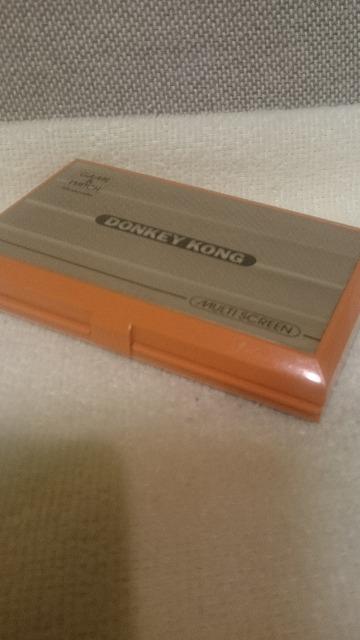 GAME
&
WATCH
DONKEY KONG
MULTI SCREEN